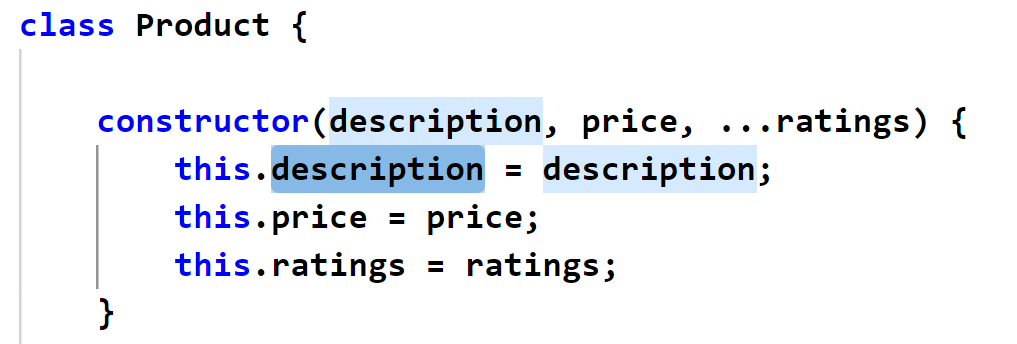 class Product {
constructor(description, price, ...ratings) {
this.description = description;
this.price = price;
this.ratings = ratings;
}